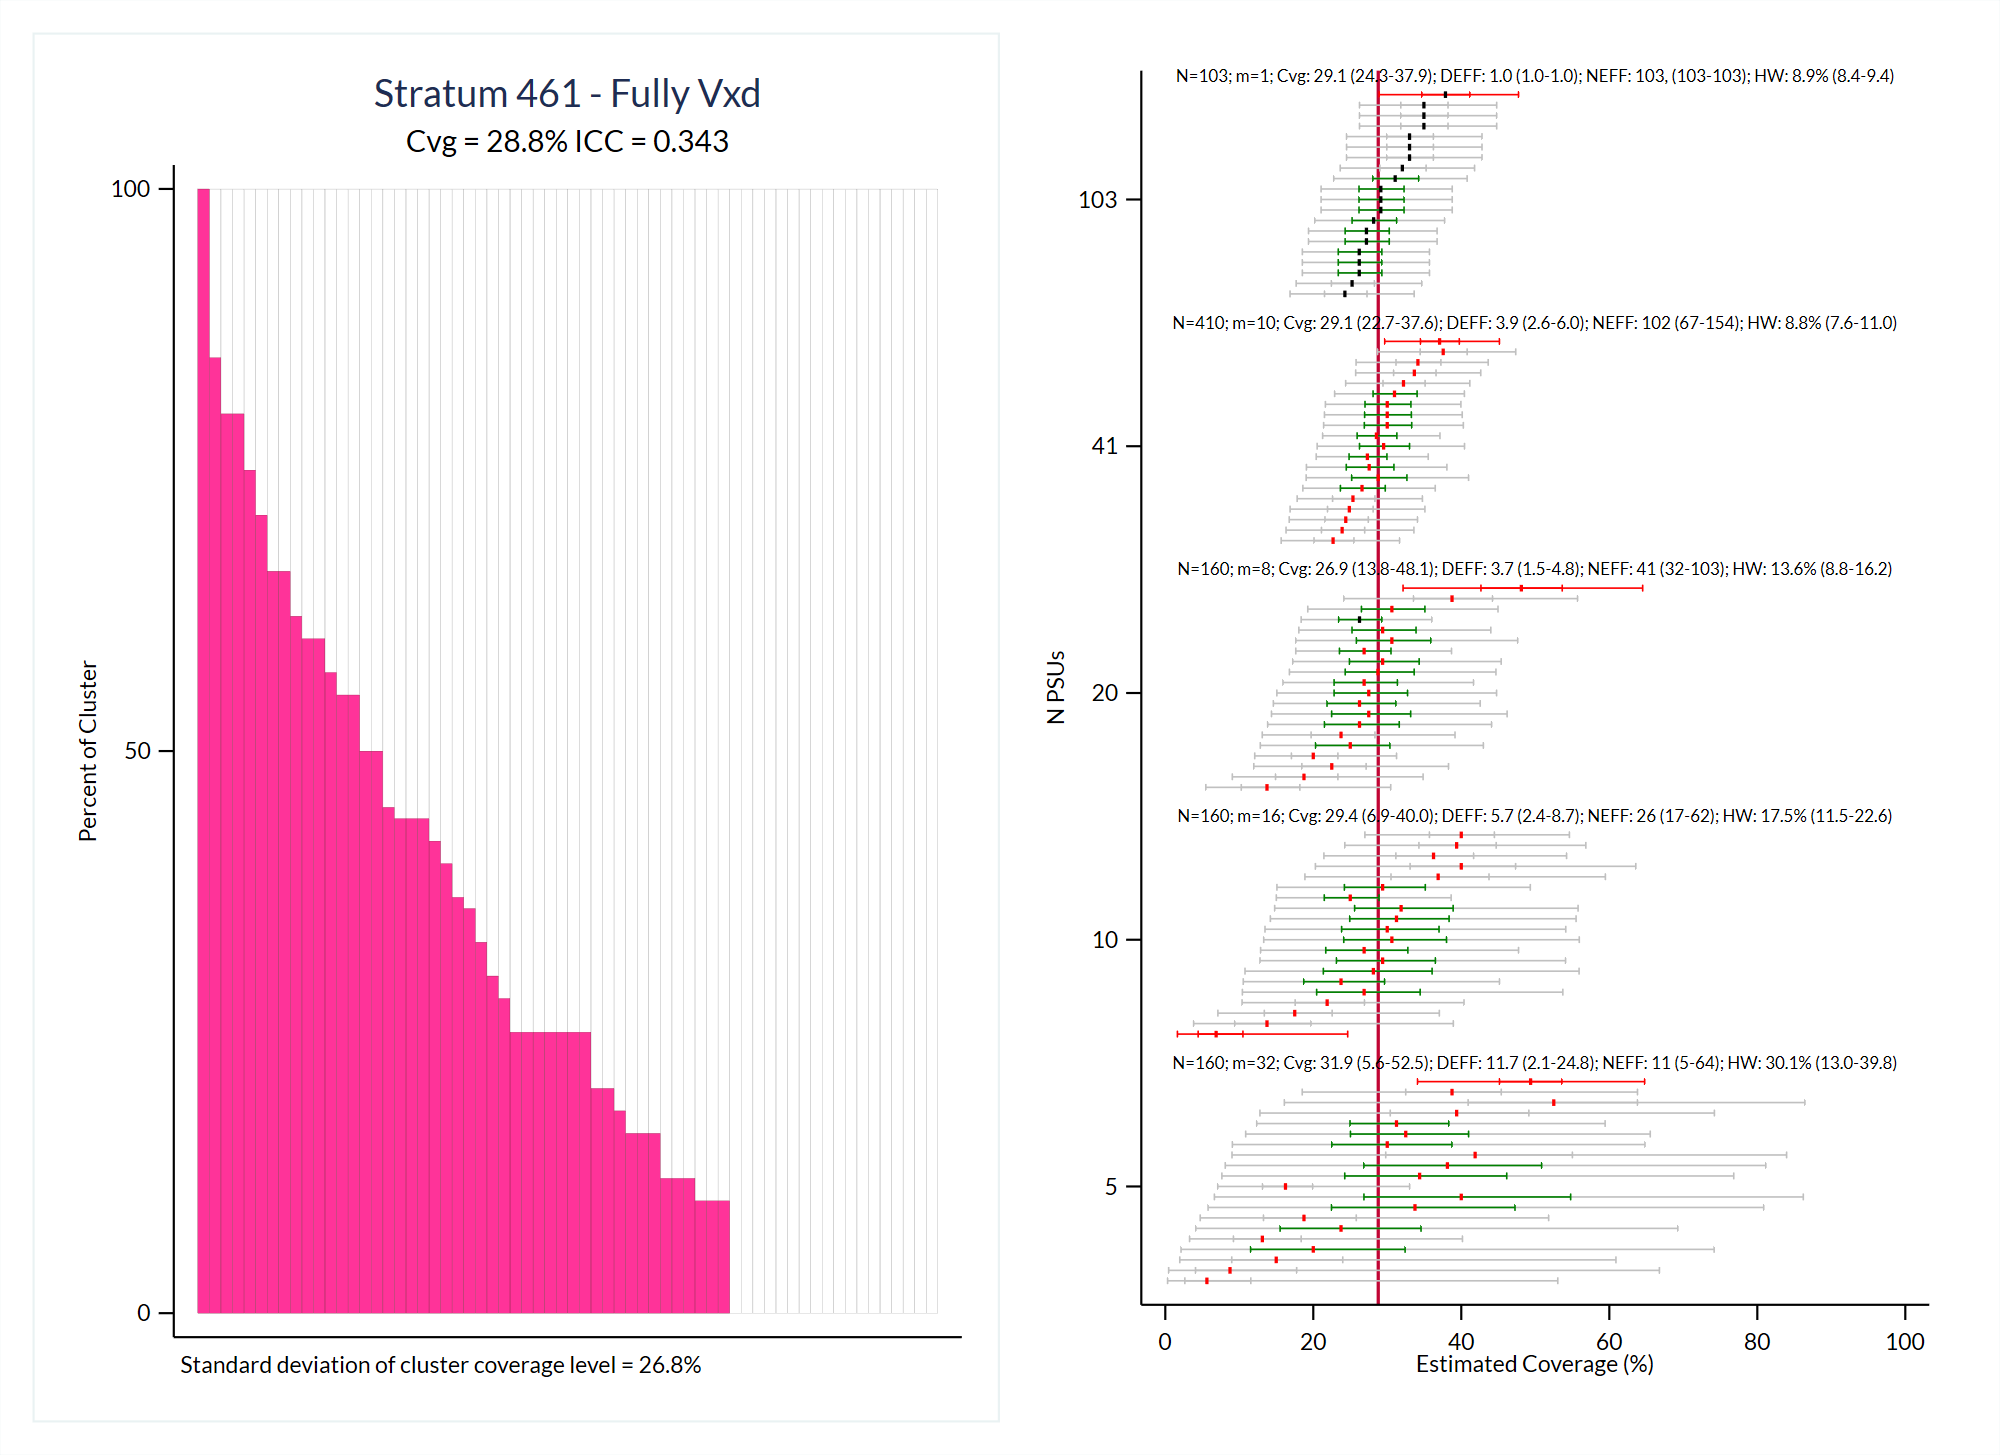 Stratum 461 - Fully Vxd
Cvg = 28.8% ICC = 0.343
100
50
0
Percent of Cluster
Standard deviation of cluster coverage level = 26.8%
N=103; m=1; Cvg: 29.1 (24.3-37.9); DEFF: 1.0 (1.0-1.0); NEFF: 103, (103-103); HW: 8.9% (8.4-9.4)
103
N=410; m=10; Cvg: 29.1 (22.7-37.6); DEFF: 3.9 (2.6-6.0); NEFF: 102 (67-154); HW: 8.8% (7.6-11.0)
41
N=160; m=8; Cvg: 26.9 (13.8-48.1); DEFF: 3.7 (1.5-4.8); NEFF: 41 (32-103); HW: 13.6% (8.8-16.2)
20
N PSUs
N=160; m=16; Cvg: 29.4 (6.9-40.0); DEFF: 5.7 (2.4-8.7); NEFF: 26 (17-62); HW: 17.5% (11.5-22.6)
10
N=160; m=32; Cvg: 31.9 (5.6-52.5); DEFF: 11.7 (2.1-24.8); NEFF: 11 (5-64); HW: 30.1% (13.0-39.8)
5
0 20 40 60 80 100
Estimated Coverage (%)